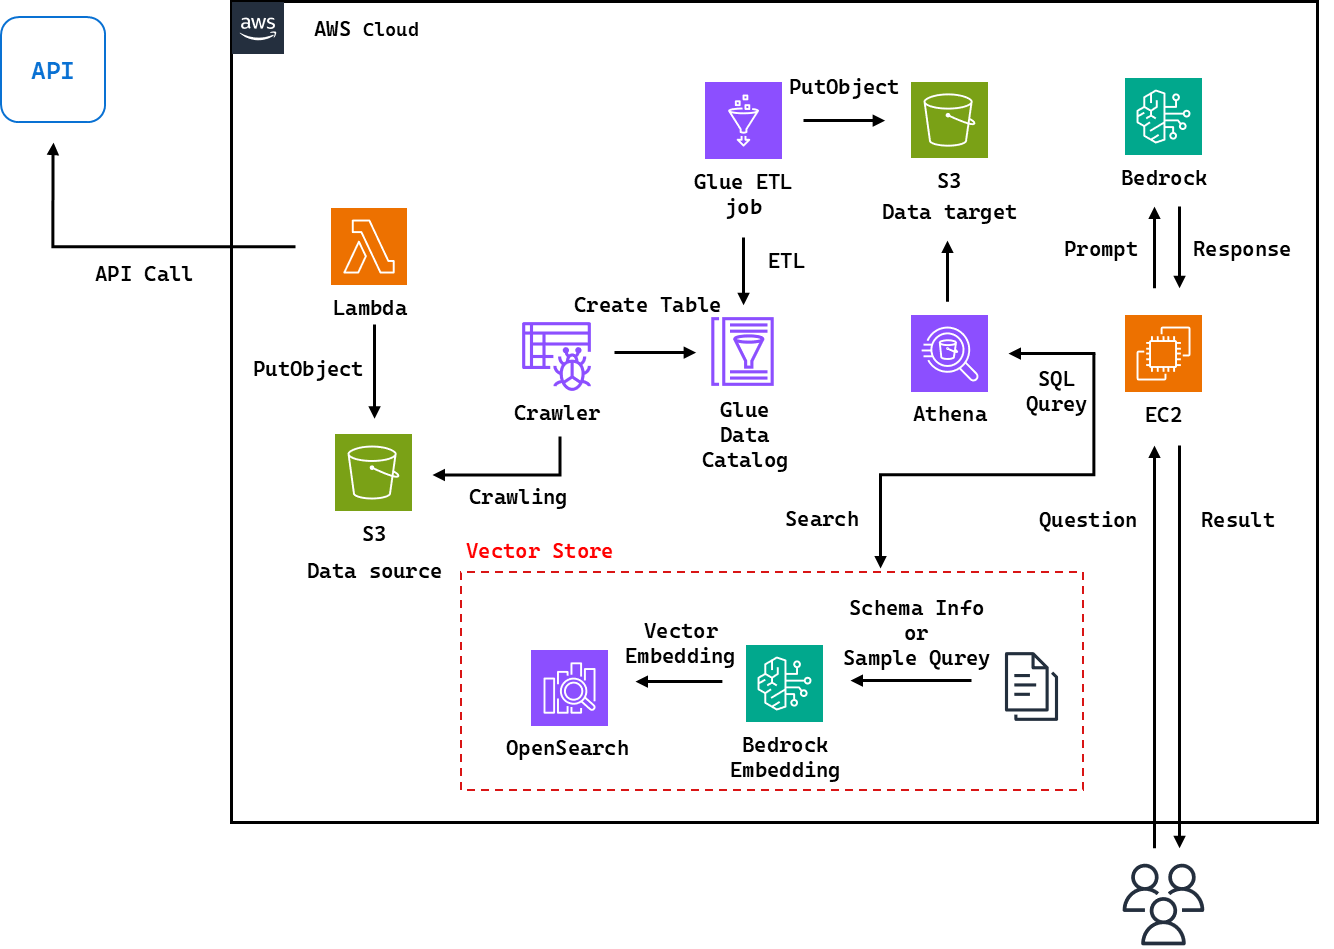 aws
AWS Cloud
API
API Call
Lambda
PutObject
S3
Data source
Glue ETL
job
PutObject
S3
Data target
ETL
Create Table
Crawler
Crawling
Glue
Data
Catalog
Athena
SQL
Qurey
Bedrock
Prompt
Response
EC2
Search
Question
Result
Vector Store
Schema Info
or
Sample Qurey
Vector
Embedding
OpenSearch
Bedrock
Embedding